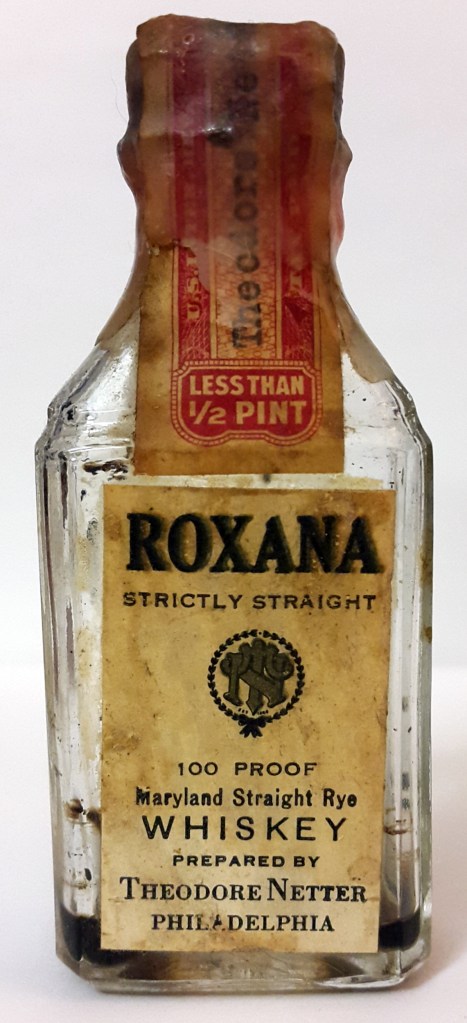 Theodore Ne
U.S.I
LESS THAN
1/2 PINT
ROXANA
STRICTLY STRAIGHT
TN
100 PROOF
Maryland Straight Rye
WHISKEY
PREPARED BY
THEODORE NETTER
PHILADELPHIA